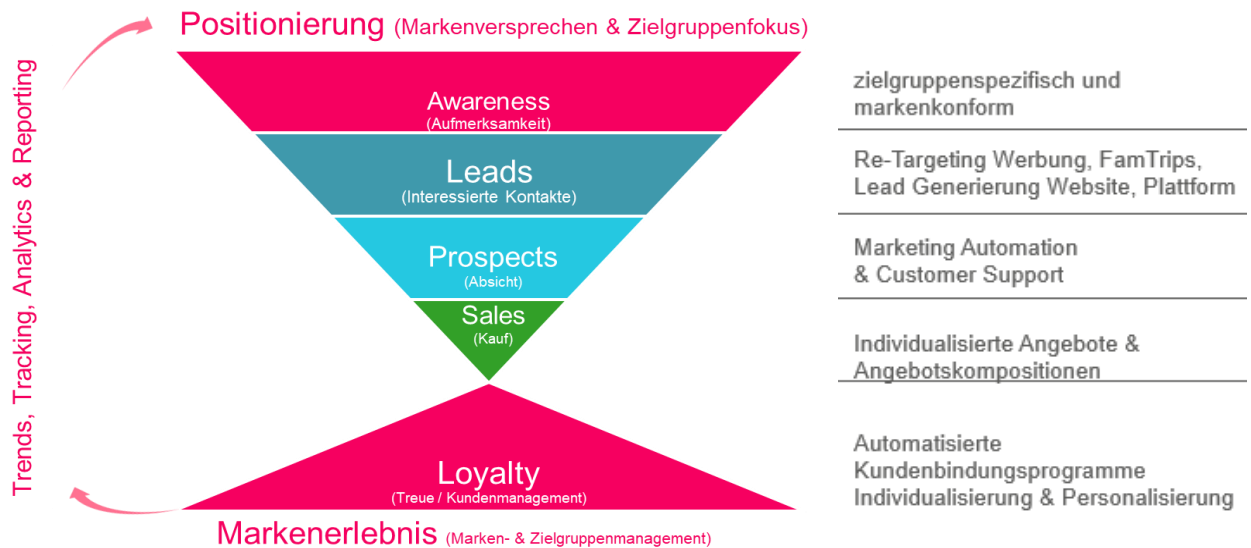 Positionierung (Markenversprechen & Zielgruppenfokus)
Trends, Tracking, Analytics & Reporting
Awareness
(Aufmerksamkeit)
zielgruppenspezifisch und
markenkonform
Leads
(Interessierte Kontakte)
Re-Targeting Werbung, FamTrips,
Lead Generierung Website, Plattform
Prospects
(Absicht)
Marketing Automation
& Customer Support
Sales
(Kauf)
Individualisierte Angebote &
Angebotskompositionen
Loyalty
(Treue / Kundenmanagement)
Automatisierte
Kundenbindungsprogramme
Individualisierung & Personalisierung
Markenerlebnis (Marken- & Zielgruppenmanagement)